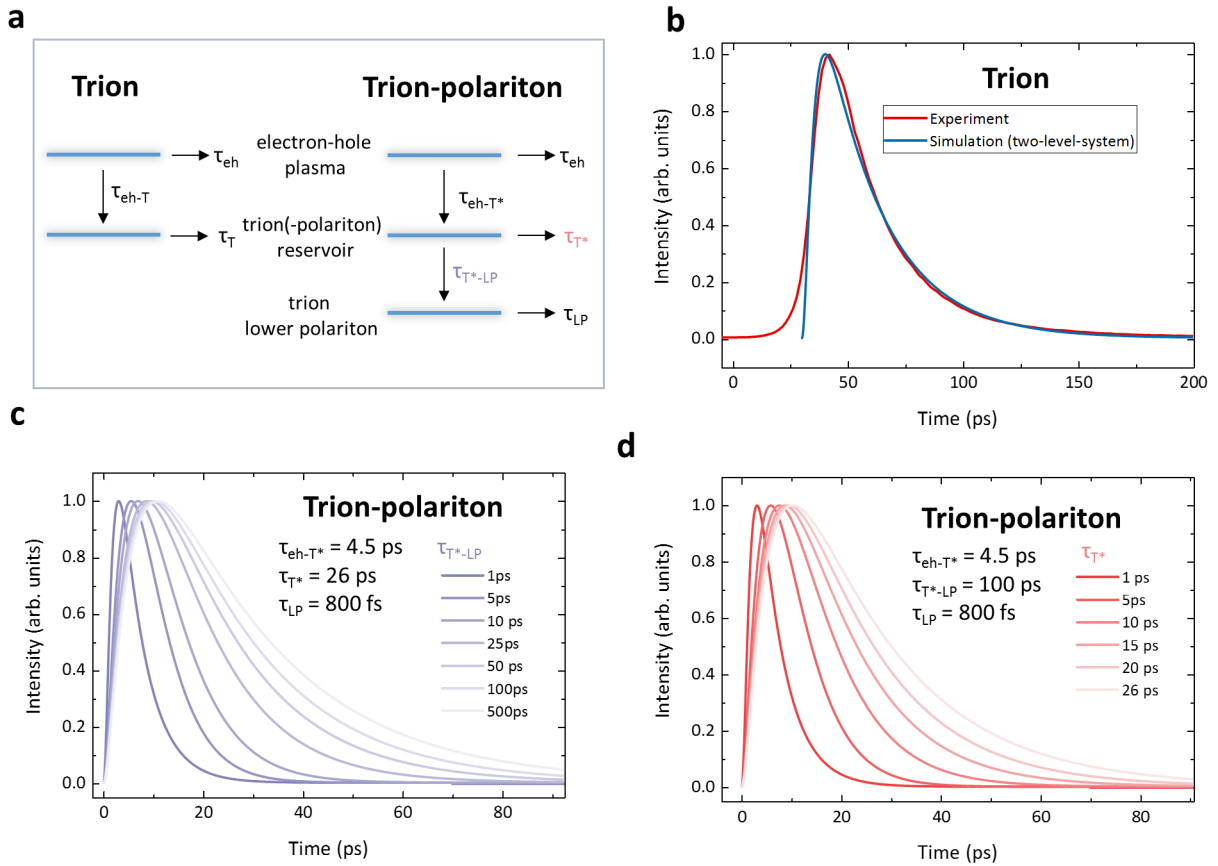 a
Trion
Trion-polariton
electron-hole
plasma
τeh
τeh
τeh-T
τeh-T*
τT
trion(-polariton)
reservoir
τT*
τT*-LP
trion
lower polariton
τLP
b
Trion
Experiment
Simulation (two-level-system)
Intensity (arb. units)
1.0
0.8
0.6
0.4
0.2
0.0
0
50
100
150
200
Time (ps)
c
Trion-polariton
τeh-T* = 4.5 ps
τT* = 26 ps
τLP = 800 fs
τT*-LP
1ps
5ps
10 ps
25ps
50 ps
100ps
500ps
Intensity (arb. units)
1.0
0.8
0.6
0.4
0.2
0.0
0
20
40
60
80
Time (ps)
d
Trion-polariton
τeh-T* = 4.5 ps
τT*-LP = 100 ps
τLP = 800 fs
τT*
1 ps
5ps
10 ps
15 ps
20 ps
26 ps
Intensity (arb. units)
1.0
0.8
0.6
0.4
0.2
0.0
0
20
40
60
80
Time (ps)